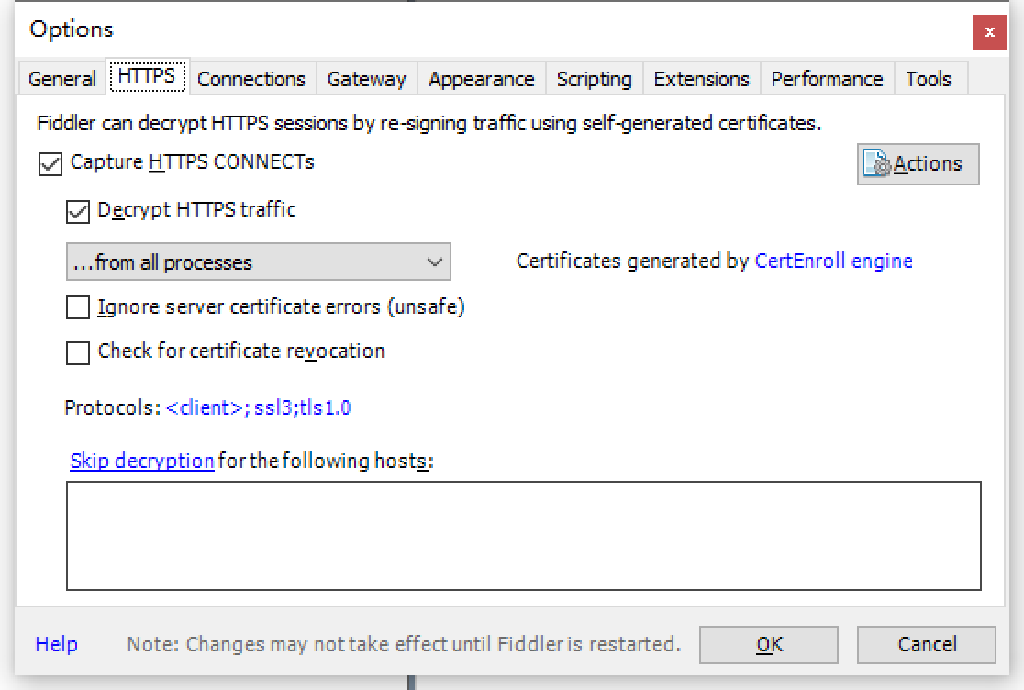 Options
x
General HTTPS Connections Gateway Appearance Scripting Extensions Performance Tools
Fiddler can decrypt HTTPS sessions by re-signing traffic using self-generated certificates.
Capture HTTPS CONNECTs
Actions
Decrypt HTTPS traffic
...from all processes
Certificates generated by CertEnroll engine
Ignore server certificate errors (unsafe)
Check for certificate revocation
Protocols: <client>;ssl3;tls1.0
Skip decryption for the following hosts:
Help
Note: Changes may not take effect until Fiddler is restarted.
OK
Cancel